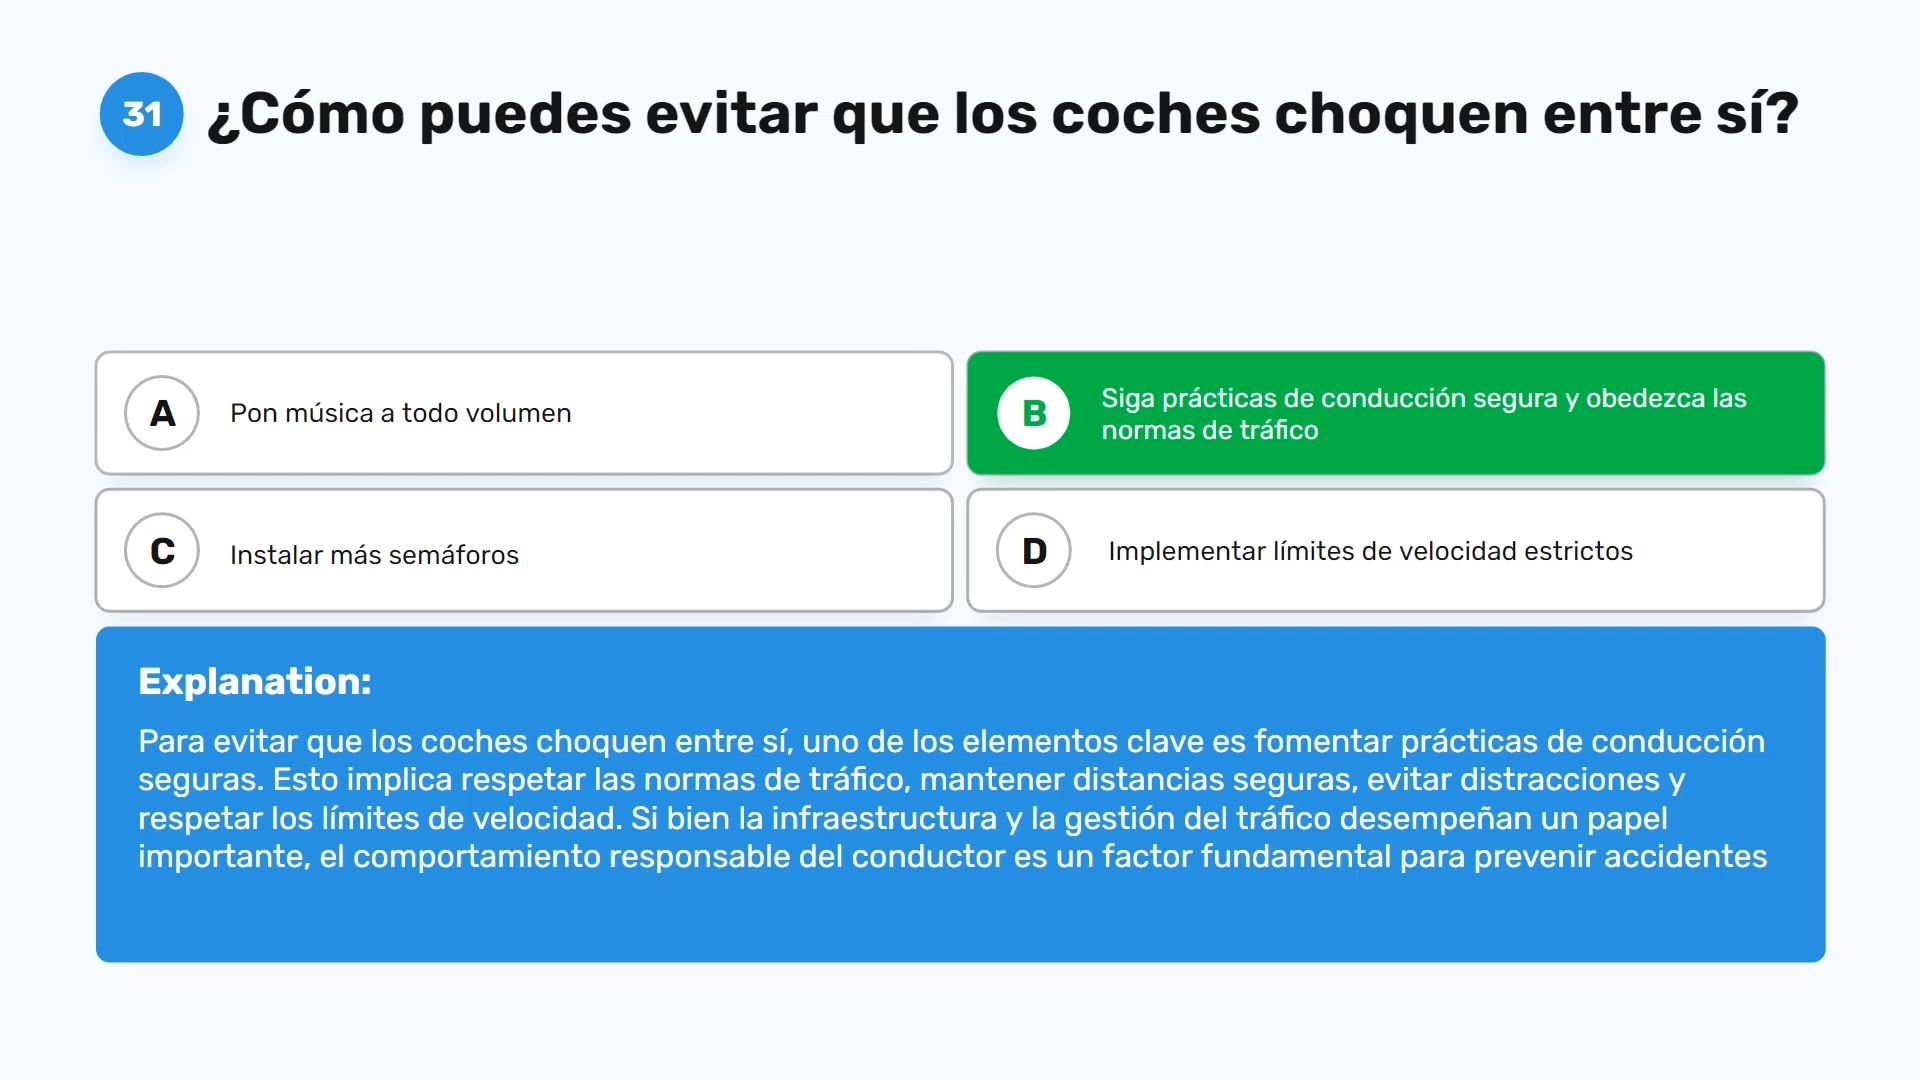 31
¿Cómo puedes evitar que los coches choquen entre sí?
A
Pon música a todo volumen
B
Siga prácticas de conducción segura y obedezca las
normas de tráfico
C
Instalar más semáforos
D
Implementar límites de velocidad estrictos
Explanation:
Para evitar que los coches choquen entre sí, uno de los elementos clave es fomentar prácticas de conducción
seguras. Esto implica respetar las normas de tráfico, mantener distancias seguras, evitar distracciones y
respetar los límites de velocidad. Si bien la infraestructura y la gestión del tráfico desempeñan un papel
importante, el comportamiento responsable del conductor es un factor fundamental para prevenir accidentes